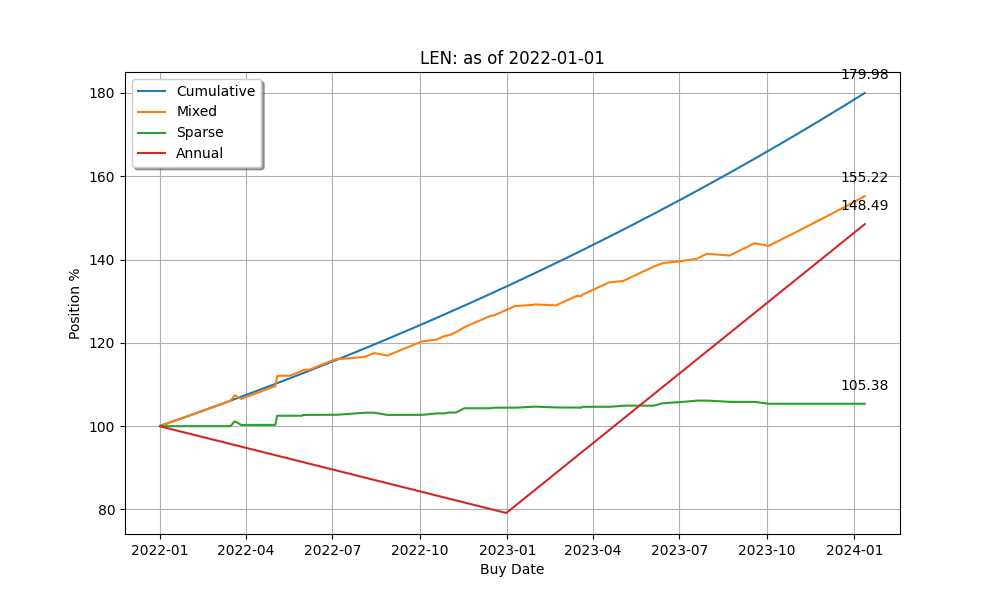 LEN: as of 2022-01-01
179.98
180
Cumulative
Mixed
Sparse
Annual
160
155.22
148.49
140
Position %
120
105.38
100
80
2022-01 2022-04 2022-07 2022-10 2023-01 2023-04 2023-07 2023-10 2024-01
Buy Date